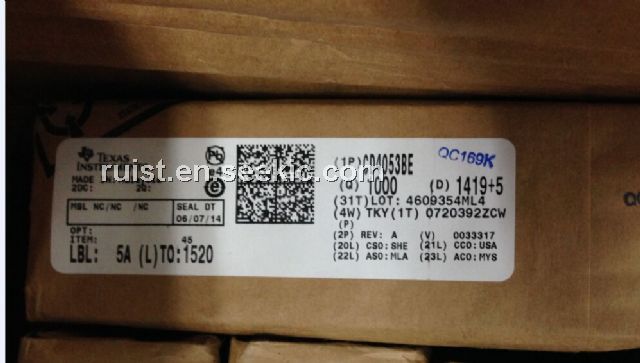 TEXAS
MADE
2DC: 2Q:
MSL NC/NC /NC SEAL DT
06/07/14
OPT:
ITEM: 45
LBL: 5A (L)TO:1520
(1P)CD4053BE
(Q) 1000 (D) 1419+5
(31T)LOT: 4609354ML4
(4W) TKY(1T) 0720392ZCW
(P)
(2P) REV: A (V) 0033317
(20L) CSO:SHE (21L) CCO:USA
(22L) ASO:MLA (23L) ACO:MYS
QC169K
ruist.en.seekic.com